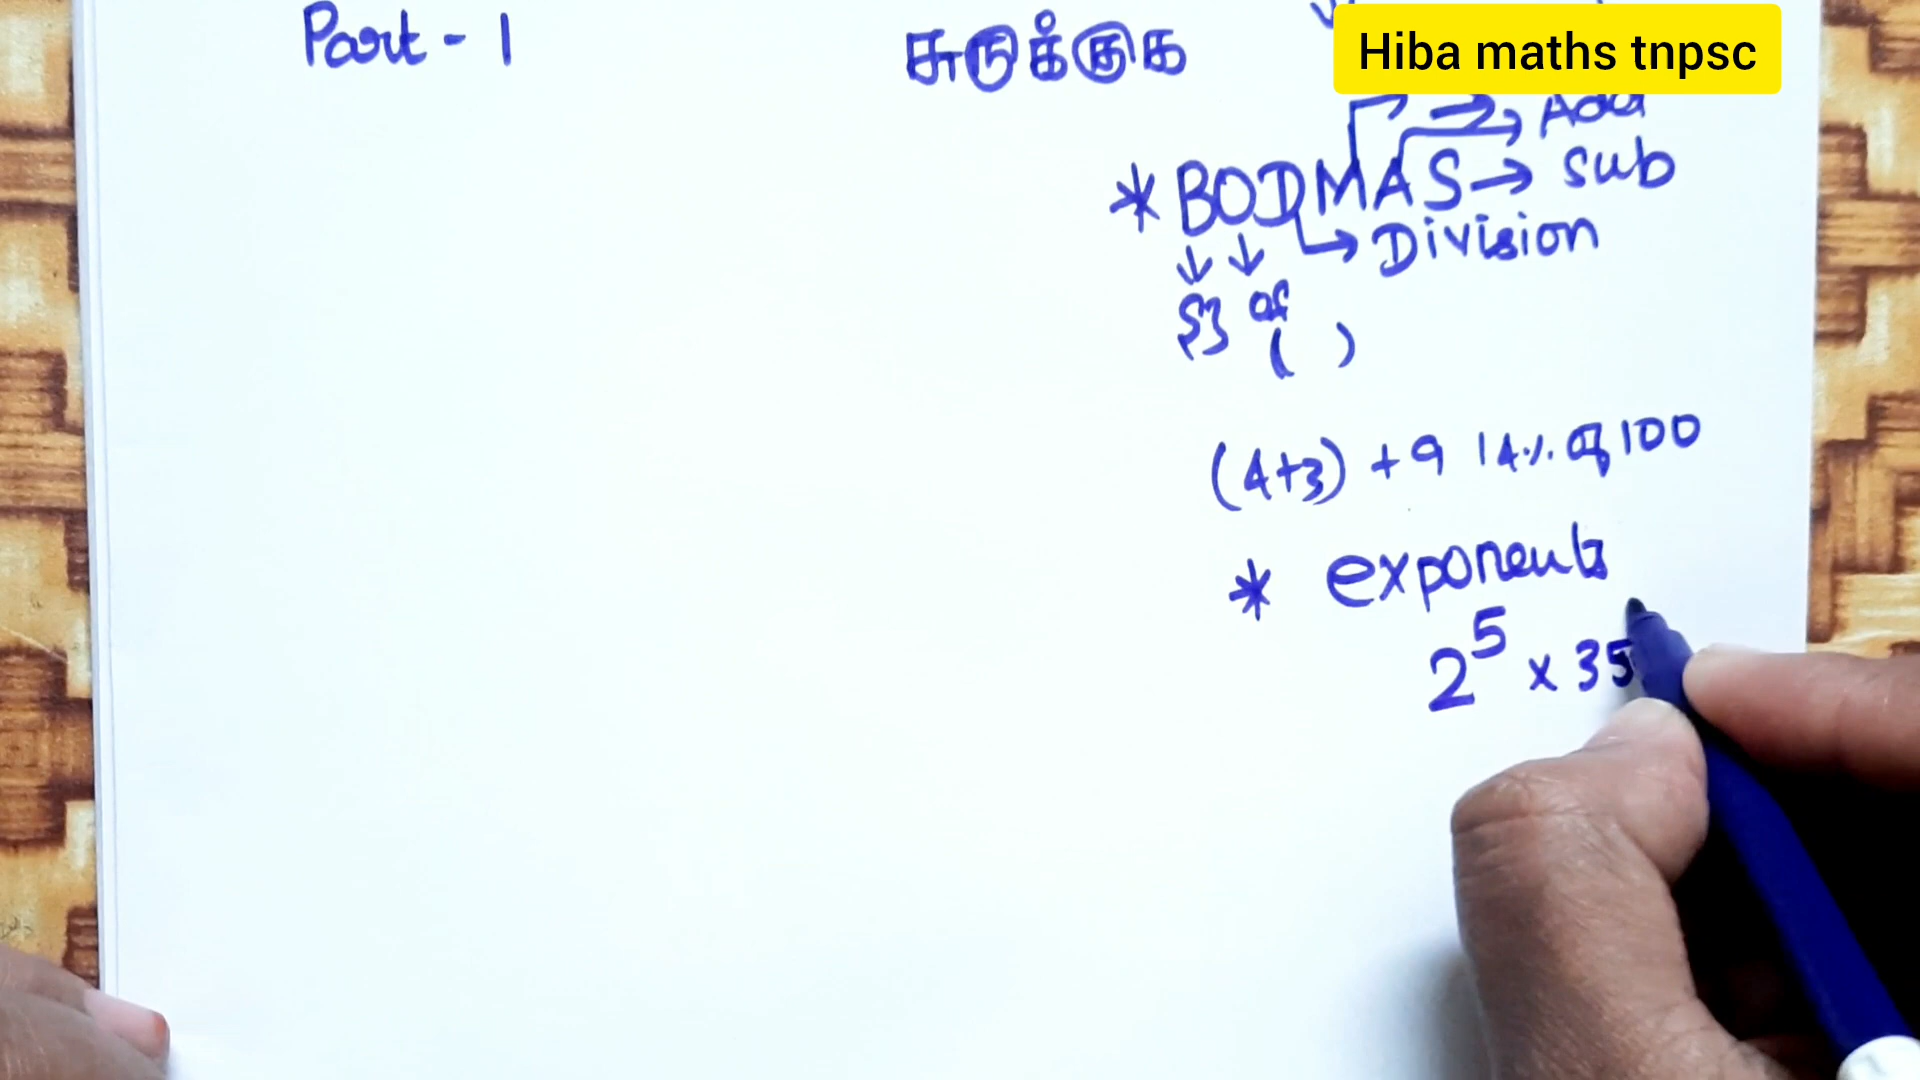 Part - 1
சுருக்குக
Hiba maths tnpsc
Add
* BODMAS → Sub
Division
of
{} ( )
(4+3) + 9 14% of 100
* exponents
2⁵ × 35